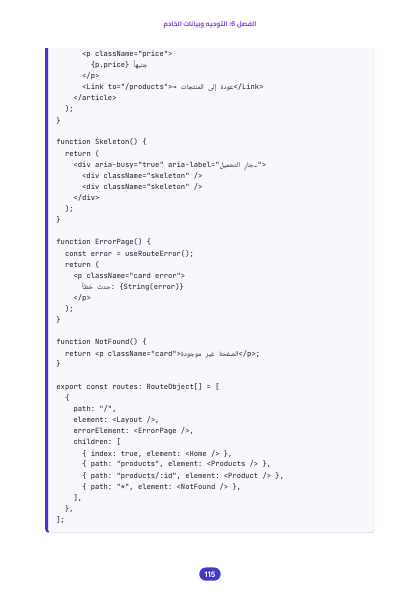 الفصل 6: التوجيه وبيانات الخادم
      <p className="price">
        {p.price} جنيهاً
      </p>
      <Link to="/products">→ عودة إلى المنتجات</Link>
    </article>
  );
}

function Skeleton() {
  return (
    <div aria-busy="true" aria-label="جارٍ التحميل…">
      <div className="skeleton" />
      <div className="skeleton" />
    </div>
  );
}

function ErrorPage() {
  const error = useRouteError();
  return (
    <p className="card error">
      حدث خطأ: {String(error)}
    </p>
  );
}

function NotFound() {
  return <p className="card">الصفحة غير موجودة</p>;
}

export const routes: RouteObject[] = [
  {
    path: "/",
    element: <Layout />,
    errorElement: <ErrorPage />,
    children: [
      { index: true, element: <Home /> },
      { path: "products", element: <Products /> },
      { path: "products/:id", element: <Product /> },
      { path: "*", element: <NotFound /> },
    ],
  },
];
115